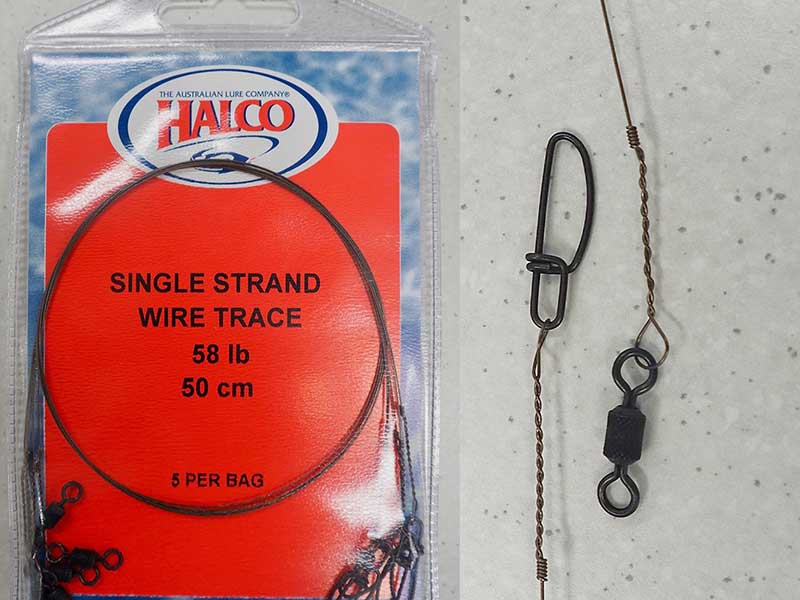 THE AUSTRALIAN LURE COMPANY®
HALCO
SINGLE STRAND
WIRE TRACE
58 lb
50 cm
5 PER BAG